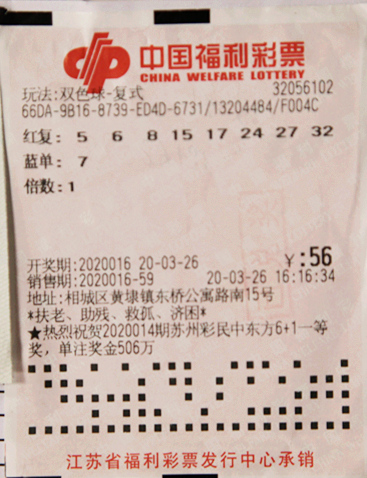 中国福利彩票
CHINA WELFARE LOTTERY
玩法:双色球-复式 32056102
66DA-9B16-8739-ED4D-6731/13204484/F004C
红复: 5 6 8 15 17 24 27 32
蓝单: 7
倍数:1
开奖期:2020016 20-03-26 ¥:56
销售期:2020016-59 20-03-26 16:16:34
地址:相城区黄埭镇东桥公寓路南15号
*扶老、助残、救孤、济困*
★热烈祝贺2020014期苏州彩民中东方6+1一等
奖，单注奖金506万
江苏省福利彩票发行中心承销